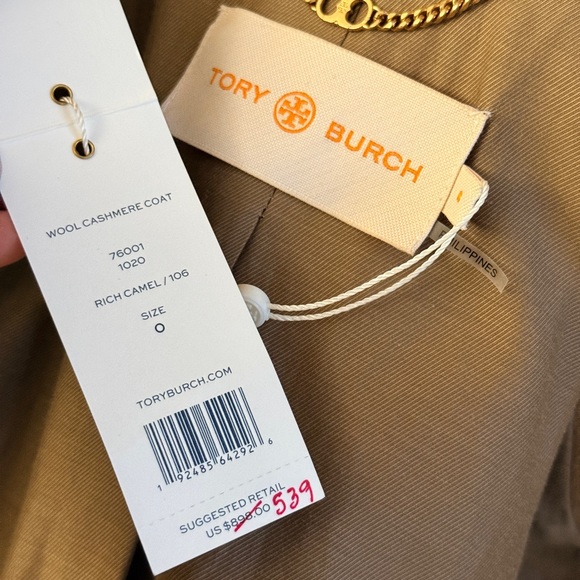 TORY BURCH
PHILIPPINES
WOOL CASHMERE COAT
76001
1020
RICH CAMEL / 106
SIZE
0
TORYBURCH.COM
1 92485 64292 6
SUGGESTED RETAIL
US $898.00 539